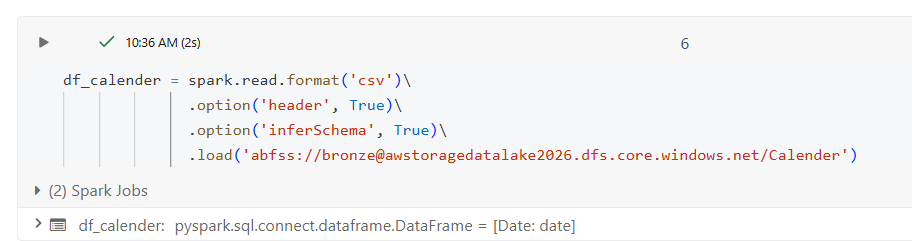 10:36 AM (2s)
6
df_calender = spark.read.format('csv')\
.option('header', True)\
.option('inferSchema', True)\
.load('abfss://bronze@awstoragedatalake2026.dfs.core.windows.net/Calender')
(2) Spark Jobs
df_calender: pyspark.sql.connect.dataframe.DataFrame = [Date: date]